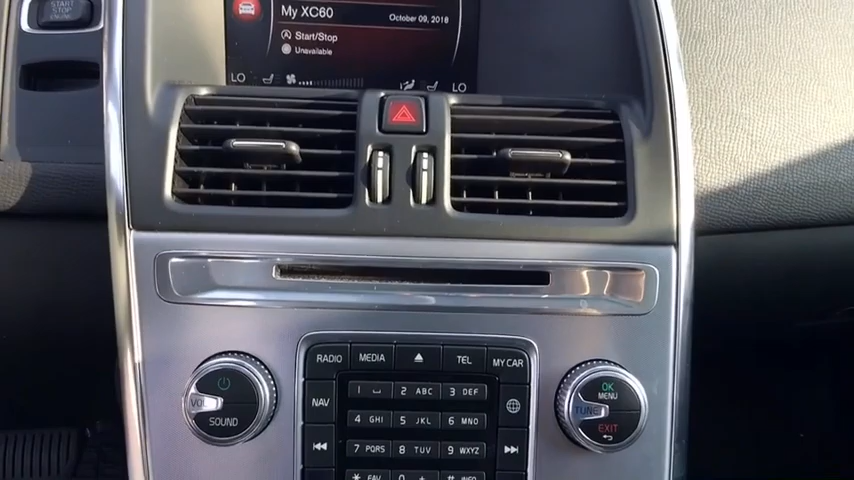 START
STOP
ENGINE
My XC60
October 09, 2018
Start/Stop
Unavailable
LO
LO
RADIO MEDIA TEL MY CAR
NAV
1 2 ABC 3 DEF
4 GHI 5 JKL 6 MNO
7 PQRS 8 TUV 9 WXYZ
* FAV 0 + # INFO
VOL
SOUND
OK
MENU
TUNE
EXIT